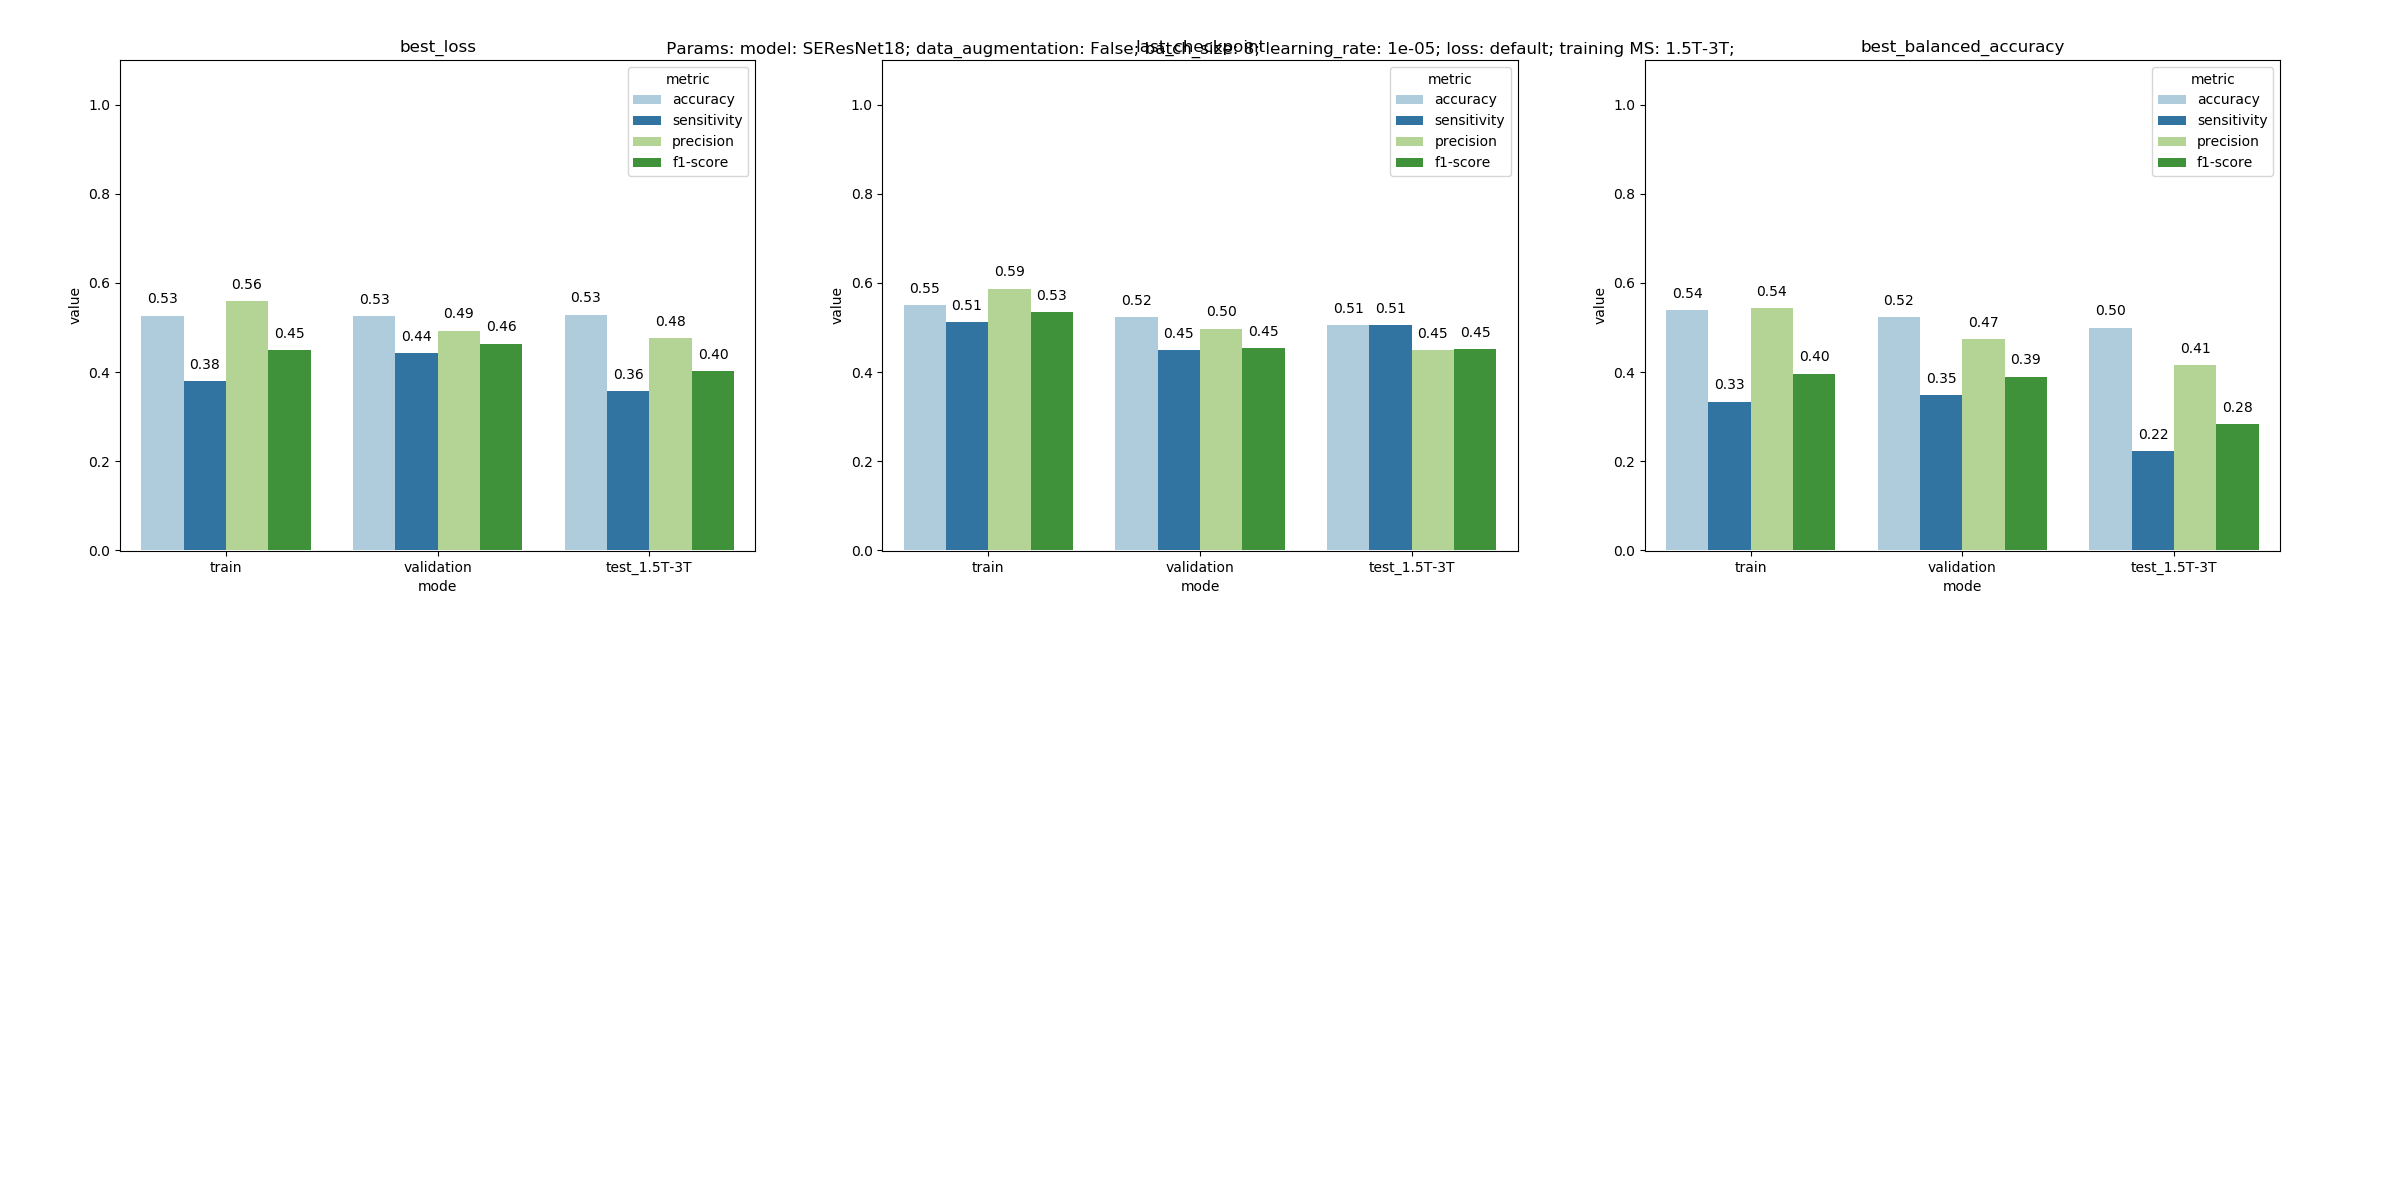 Params: model: SEResNet18; data_augmentation: False; batch_size: 8; learning_rate: 1e-05; loss: default; training MS: 1.5T-3T;
best_loss
value
1.0
0.8
0.6
0.4
0.2
0.0
metric
accuracy
sensitivity
precision
f1-score
0.53
0.38
0.56
0.45
0.53
0.44
0.49
0.46
0.53
0.36
0.48
0.40
train validation test_1.5T-3T
mode
last_checkpoint
value
1.0
0.8
0.6
0.4
0.2
0.0
metric
accuracy
sensitivity
precision
f1-score
0.55
0.51
0.59
0.53
0.52
0.45
0.50
0.45
0.51
0.51
0.45
0.45
train validation test_1.5T-3T
mode
best_balanced_accuracy
value
1.0
0.8
0.6
0.4
0.2
0.0
metric
accuracy
sensitivity
precision
f1-score
0.54
0.33
0.54
0.40
0.52
0.35
0.47
0.39
0.50
0.22
0.41
0.28
train validation test_1.5T-3T
mode